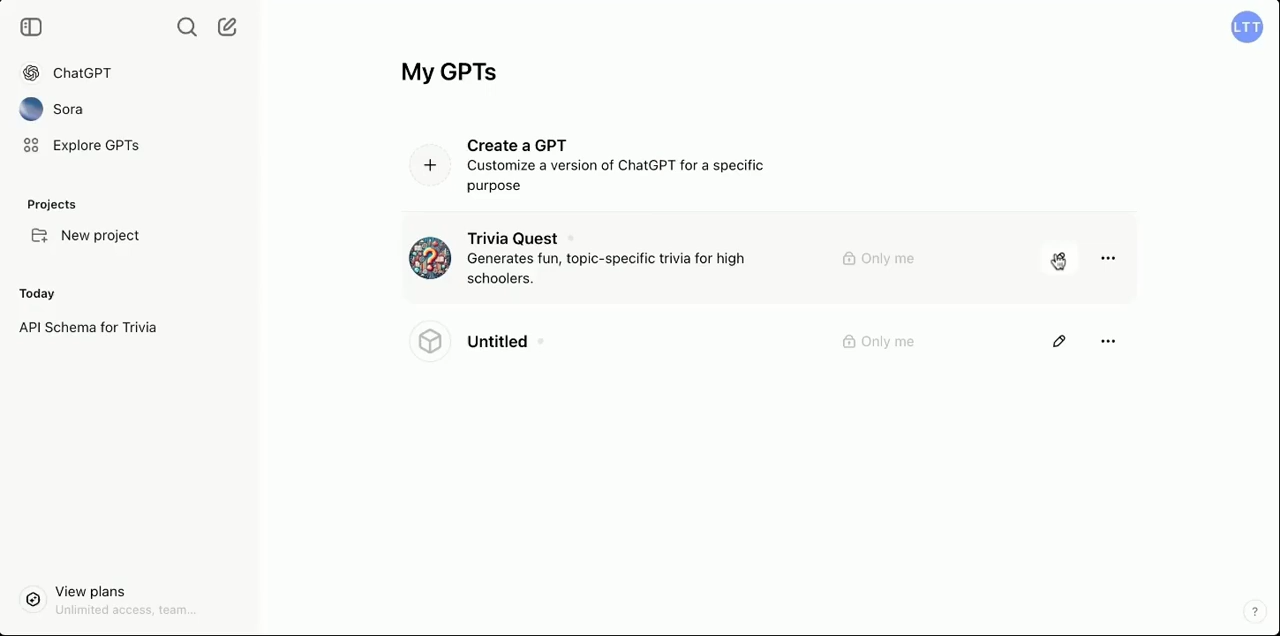 LTT
ChatGPT
Sora
Explore GPTs
Projects
New project
Today
API Schema for Trivia
View plans
Unlimited access, team...
My GPTs
Create a GPT
Customize a version of ChatGPT for a specific
purpose
Trivia Quest
Generates fun, topic-specific trivia for high
schoolers.
Only me
Untitled
Only me
?